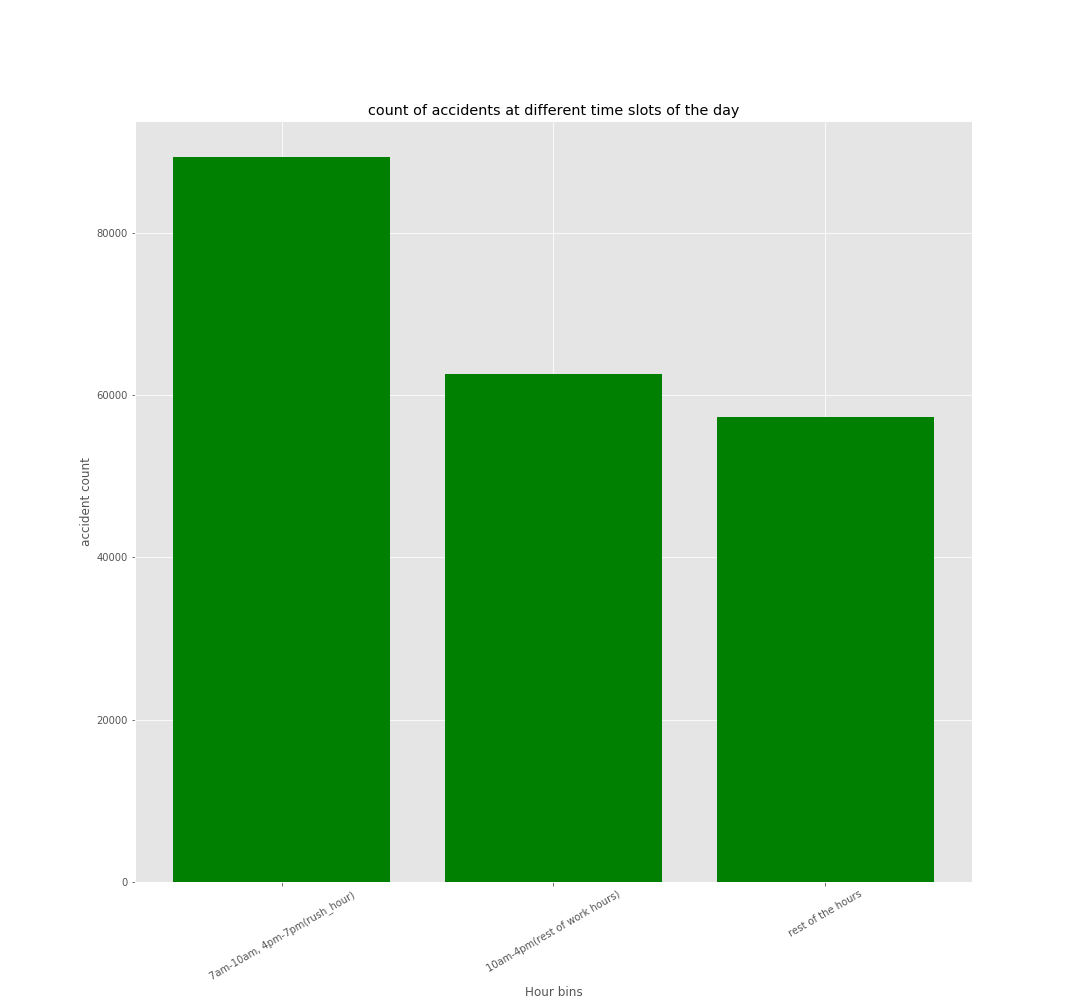 count of accidents at different time slots of the day
80000
60000
40000
20000
0
accident count
7am-10am, 4pm-7pm(rush_hour)
10am-4pm(rest of work hours)
rest of the hours
Hour bins